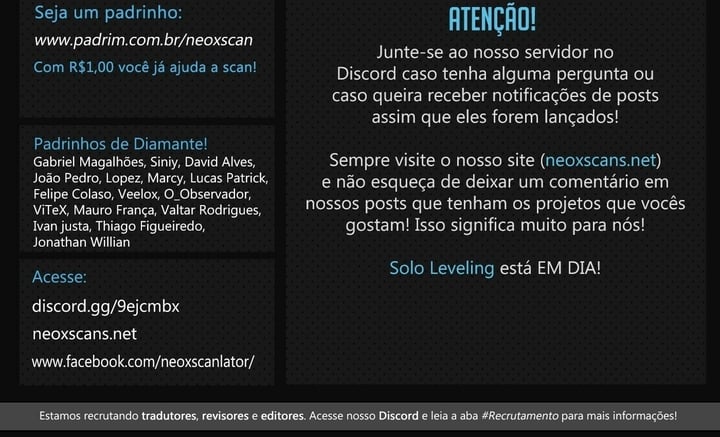 Seja um padrinho:
www.padrim.com.br/neoxscan
Com R$1,00 você já ajuda a scan!
Padrinhos de Diamante!
Gabriel Magalhões, Siniy, David Alves,
João Pedro, Lopez, Marcy, Lucas Patrick,
Felipe Colaso, Veelox, O_Observador,
ViTeX, Mauro França, Valtar Rodrigues,
Ivan justa, Thiago Figueiredo,
Jonathan Willian
Acesse:
discord.gg/9ejcmbx
neoxscans.net
www.facebook.com/neoxscanlator/
ATENÇÃO!
Junte-se ao nosso servidor no
Discord caso tenha alguma pergunta ou
caso queira receber notificações de posts
assim que eles forem lançados!
Sempre visite o nosso site (neoxscans.net)
e não esqueça de deixar um comentário em
nossos posts que tenham os projetos que vocês
gostam! Isso significa muito para nós!
Solo Leveling está EM DIA!
Estamos recrutando tradutores, revisores e editores. Acesse nosso Discord e leia a aba #Recrutamento para mais informações!